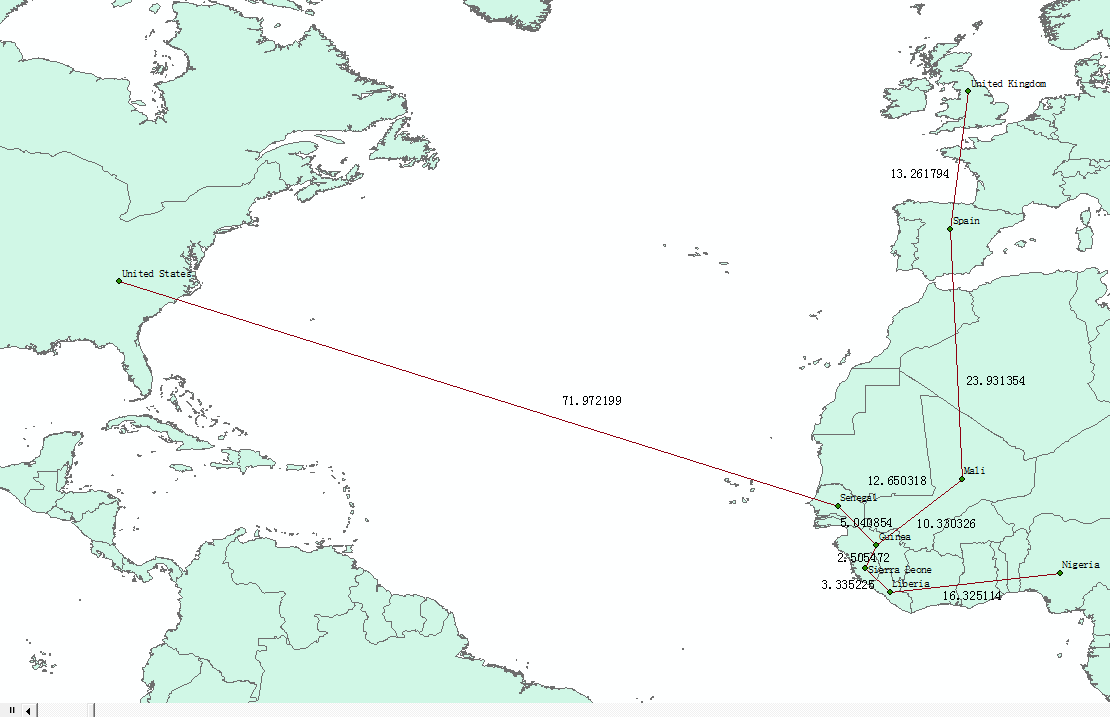 United Kingdom
13.261794
Spain
United States
23.931354
71.972199
Mali
12.650318
Senegal
5.040854
10.330326
Guinea
2.505472
Sierra Leone
3.335225
Liberia
16.325114
Nigeria